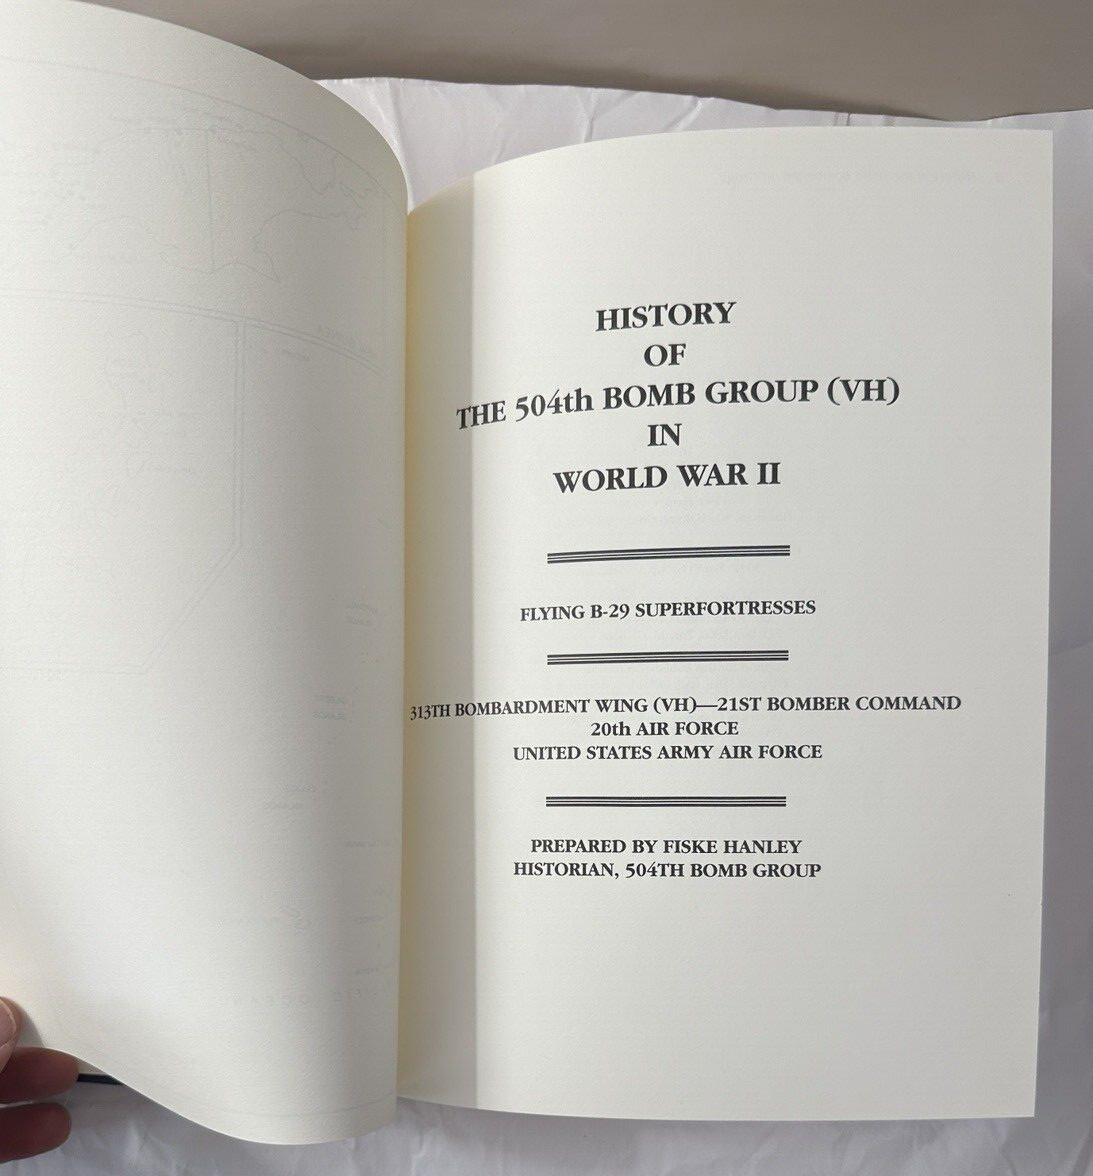 HISTORY
OF
THE 504th BOMB GROUP (VH)
IN
WORLD WAR II
FLYING B-29 SUPERFORTRESSES
313TH BOMBARDMENT WING (VH)—21ST BOMBER COMMAND
20th AIR FORCE
UNITED STATES ARMY AIR FORCE
PREPARED BY FISKE HANLEY
HISTORIAN, 504TH BOMB GROUP